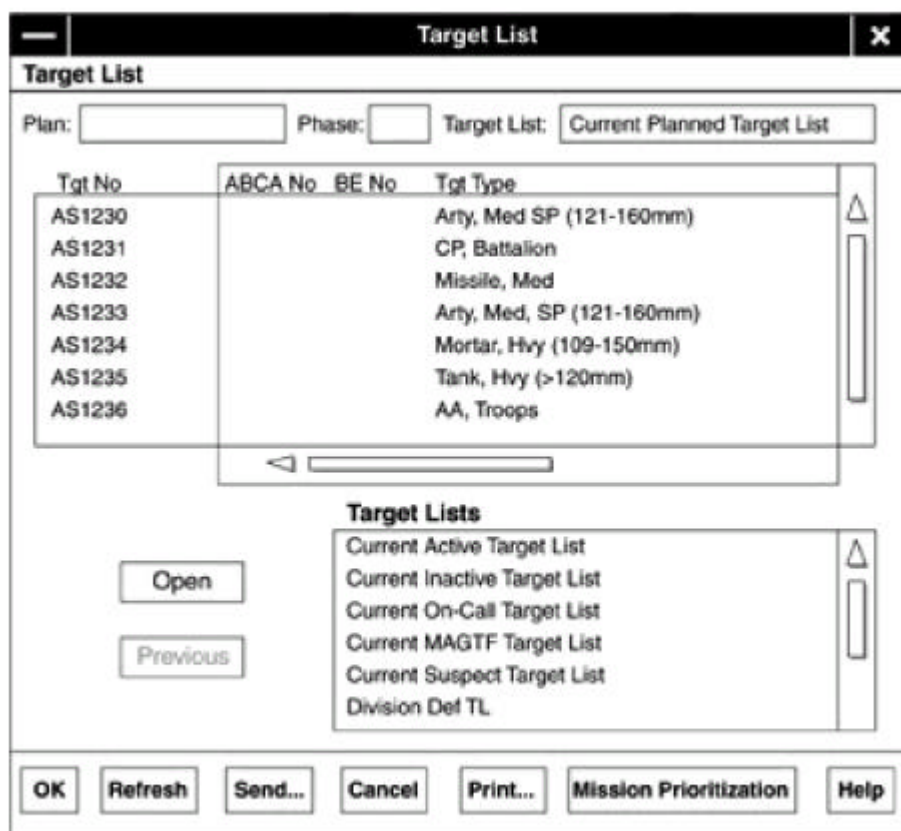 Target List
Target List
Plan: Phase: Target List: Current Planned Target List
Tgt No ABCA No BE No Tgt Type
AS1230 Arty, Med SP (121-160mm)
AS1231 CP, Battalion
AS1232 Missile, Med
AS1233 Arty, Med, SP (121-160mm)
AS1234 Mortar, Hvy (109-150mm)
AS1235 Tank, Hvy (>120mm)
AS1236 AA, Troops
Target Lists
Current Active Target List
Open Current Inactive Target List
Current On-Call Target List
Previous Current MAGTF Target List
Current Suspect Target List
Division Def TL
OK Refresh Send... Cancel Print... Mission Prioritization Help